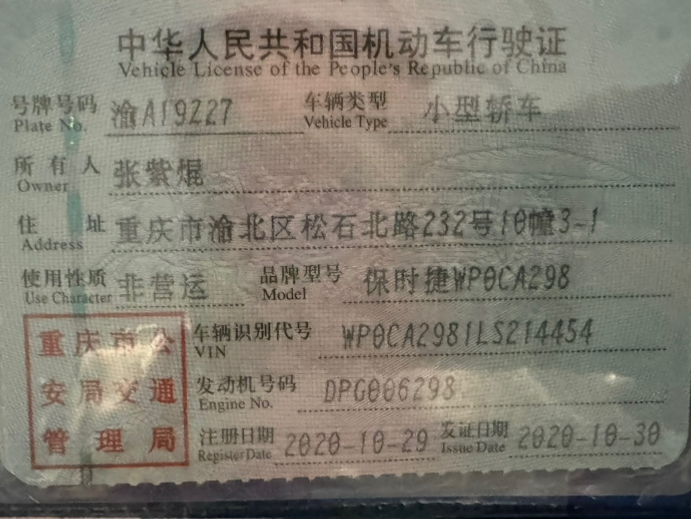 中华人民共和国机动车行驶证
Vehicle License of the People's Republic of China
号牌号码 渝A19Z27 车辆类型 小型轿车
Plate No. Vehicle Type
所有人 张紫焜
Owner
住址 重庆市渝北区松石北路232号10幢3-1
Address
使用性质 非营运 品牌型号 保时捷WP0CA298
Use Character Model
重庆市公安局交通管理局
车辆识别代号 WP0CA2981LS214454
VIN
发动机号码 DPC006298
Engine No.
注册日期 2020-10-29 发证日期 2020-10-30
Register Date Issue Date